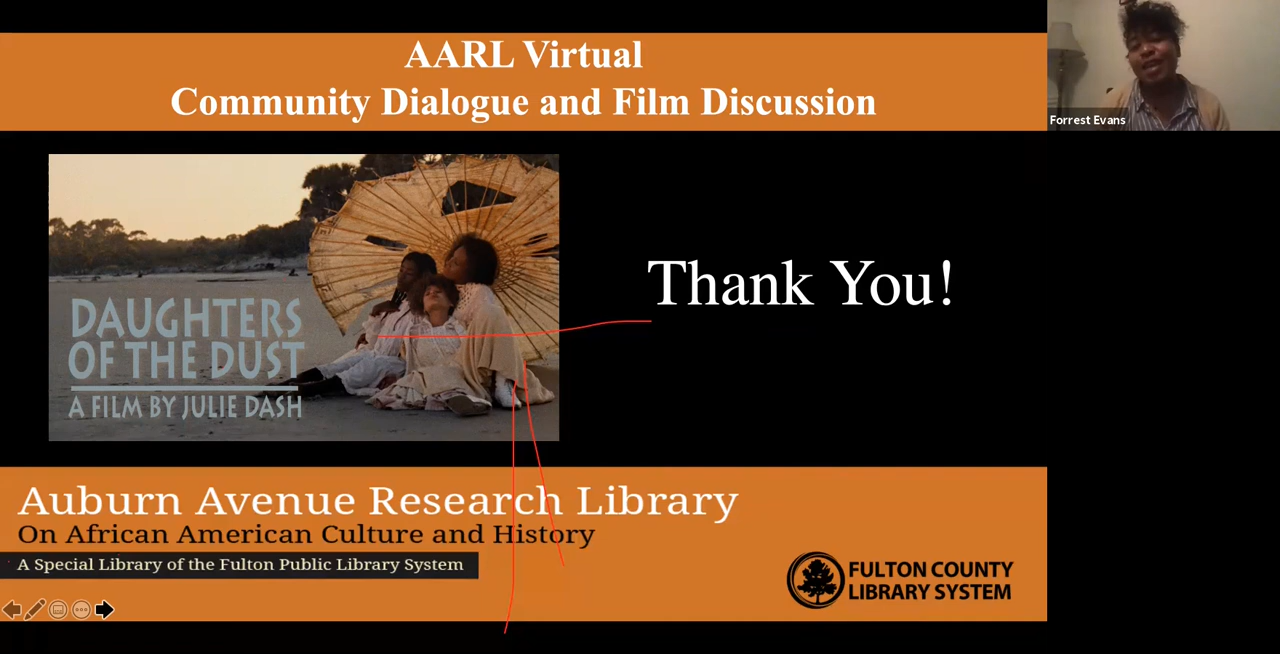 AARL Virtual
Community Dialogue and Film Discussion
Forrest Evans
DAUGHTERS
OF THE DUST
A FILM BY JULIE DASH
Thank You!
Auburn Avenue Research Library
On African American Culture and History
A Special Library of the Fulton Public Library System
FULTON COUNTY
LIBRARY SYSTEM